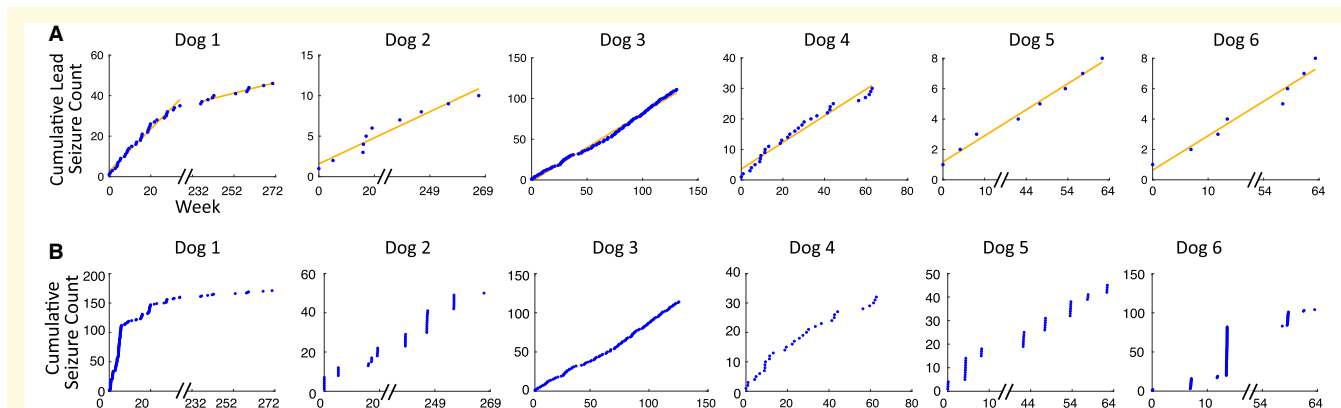 A
Dog 1 Dog 2 Dog 3 Dog 4 Dog 5 Dog 6
Cumulative Lead
Seizure Count
60 15 150 40 8 8
40 10 100 30 6 6
20 5 50 20 4 4
10 2 2
0 0 0 0 0 0
0 20 232 252 272 0 20 249 269 0 50 100 150 0 20 40 60 80 0 10 44 54 64 0 10 54 64
Week
B
Dog 1 Dog 2 Dog 3 Dog 4 Dog 5 Dog 6
Cumulative
Seizure Count
200 60 150 40 50 150
150 40 100 30 40 100
100 20 50 20 30 50
50 10 20
10
0 0 0 0 0 0
0 20 232 252 272 0 20 249 269 0 50 100 150 0 20 40 60 80 0 10 44 54 64 0 10 54 64